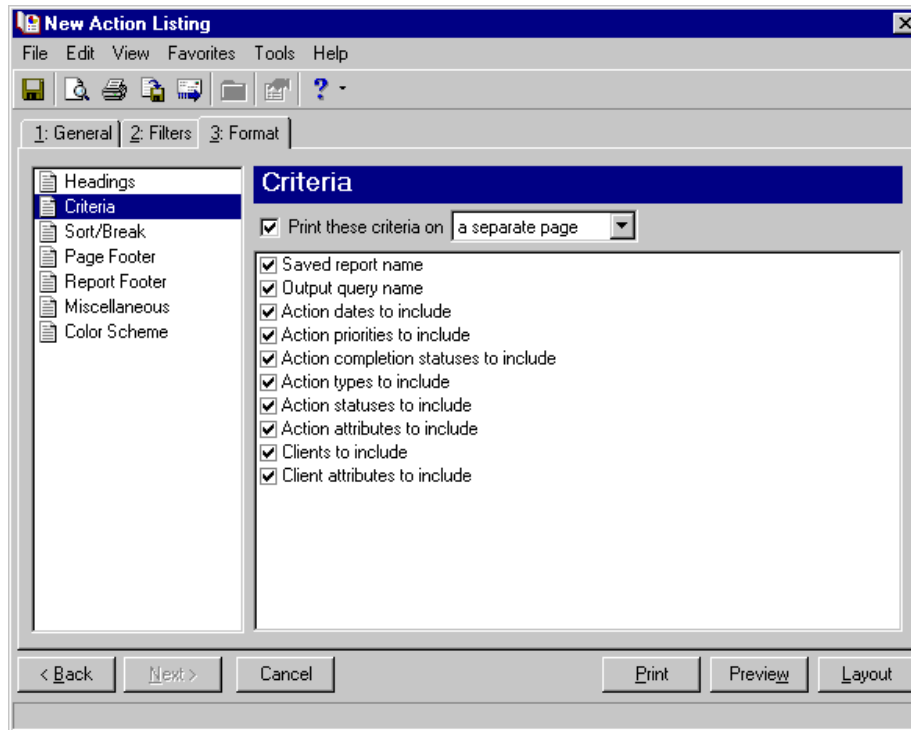 New Action Listing
File Edit View Favorites Tools Help
?
1: General 2: Filters 3: Format
Headings
Criteria
Sort/Break
Page Footer
Report Footer
Miscellaneous
Color Scheme
Criteria
Print these criteria on a separate page
Saved report name
Output query name
Action dates to include
Action priorities to include
Action completion statuses to include
Action types to include
Action statuses to include
Action attributes to include
Clients to include
Client attributes to include
< Back Next > Cancel Print Preview Layout